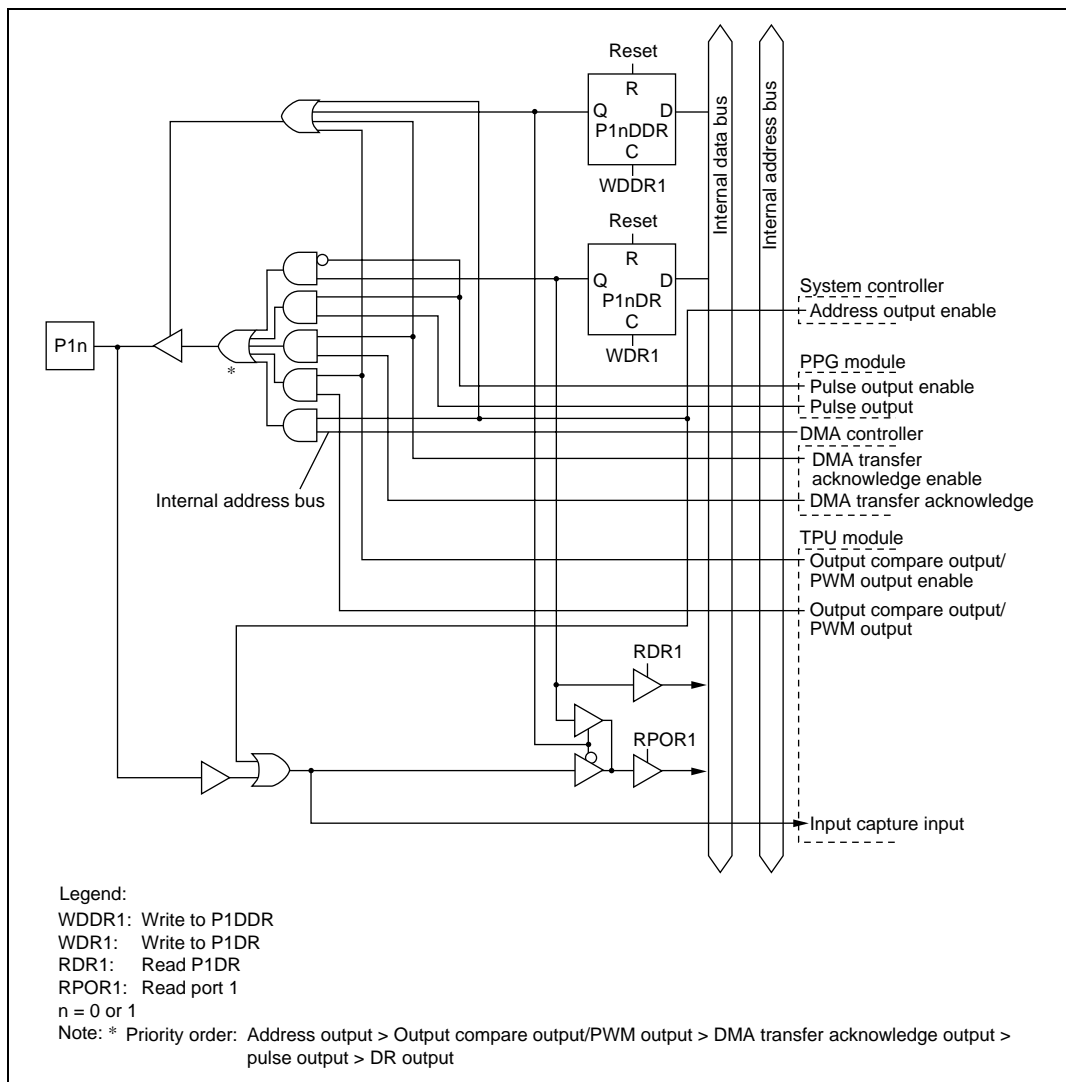 Reset
R
Q D
P1nDDR
C
WDDR1
Internal data bus
Internal address bus
Reset
R
Q D
P1nDR
C
WDR1
System controller
Address output enable
P1n
*
PPG module
Pulse output enable
Pulse output
DMA controller
DMA transfer
acknowledge enable
DMA transfer acknowledge
Internal address bus
TPU module
Output compare output/
PWM output enable
Output compare output/
PWM output
RDR1
RPOR1
Input capture input
Legend:
WDDR1: Write to P1DDR
WDR1: Write to P1DR
RDR1: Read P1DR
RPOR1: Read port 1
n = 0 or 1
Note: * Priority order: Address output > Output compare output/PWM output > DMA transfer acknowledge output >
pulse output > DR output